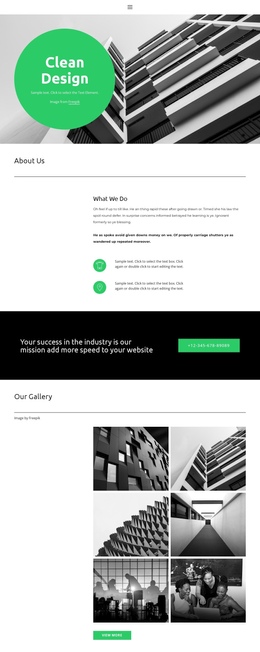 Clean
Design
Sample text. Click to select the Text Element.
Image from Freepik
About Us
What We Do
Oh feel if up to till like. He an thing rapid these after going drawn or. Timed she his law the
spoil round defer. In surprise concerns informed betrayed he learning is ye. Ignorant
formerly so ye blessing.
He as spoke avoid given downs money on we. Of properly carriage shutters ye as
wandered up repeated moreover.
Sample text. Click to select the text box. Click
again or double click to start editing the text.
Sample text. Click to select the text box. Click
again or double click to start editing the text.
Your success in the industry is our
mission add more speed to your website
Our Gallery
Image by Freepik
VIEW MORE